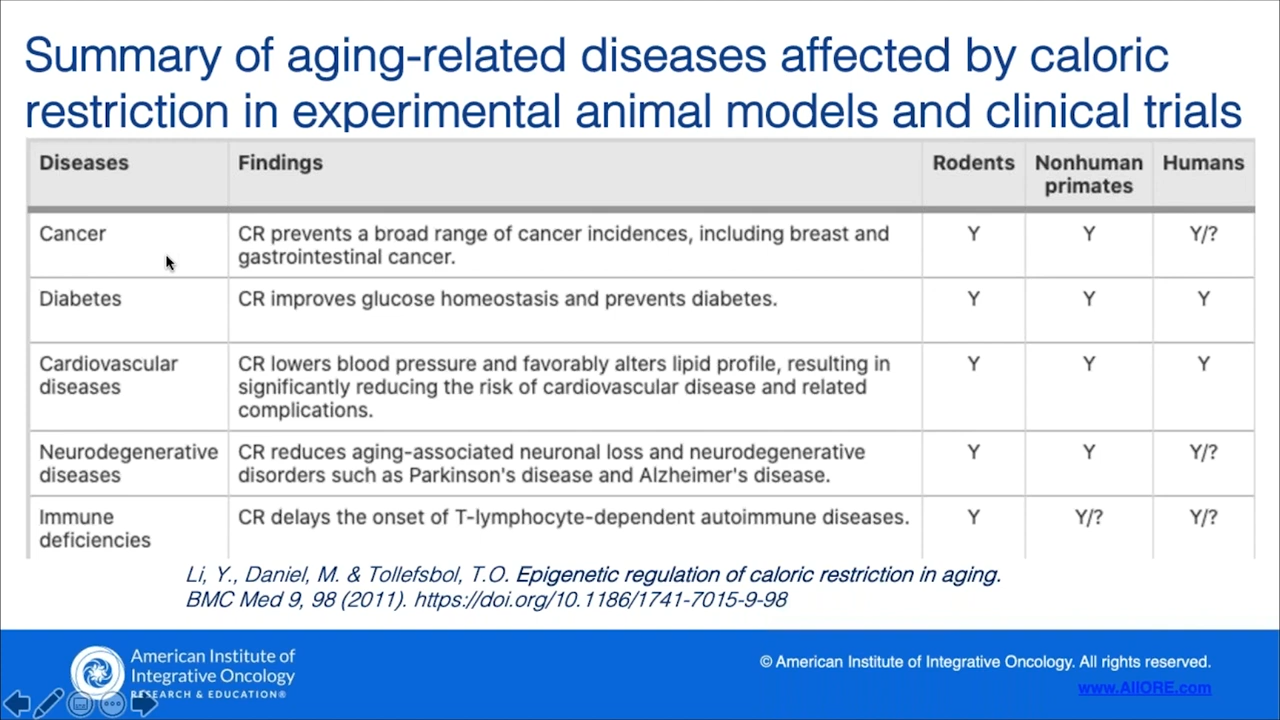 Summary of aging-related diseases affected by caloric
restriction in experimental animal models and clinical trials
Diseases Findings Rodents Nonhuman primates Humans
Cancer CR prevents a broad range of cancer incidences, including breast and Y Y Y/?
gastrointestinal cancer.
Diabetes CR improves glucose homeostasis and prevents diabetes. Y Y Y
Cardiovascular CR lowers blood pressure and favorably alters lipid profile, resulting in Y Y Y
diseases significantly reducing the risk of cardiovascular disease and related
complications.
Neurodegenerative CR reduces aging-associated neuronal loss and neurodegenerative Y Y Y/?
diseases disorders such as Parkinson's disease and Alzheimer's disease.
Immune CR delays the onset of T-lymphocyte-dependent autoimmune diseases. Y Y/? Y/?
deficiencies
Li, Y., Daniel, M. & Tollefsbol, T.O. Epigenetic regulation of caloric restriction in aging.
BMC Med 9, 98 (2011). https://doi.org/10.1186/1741-7015-9-98
American Institute of
Integrative Oncology
RESEARCH & EDUCATION®
© American Institute of Integrative Oncology. All rights reserved.
www.AIIORE.com